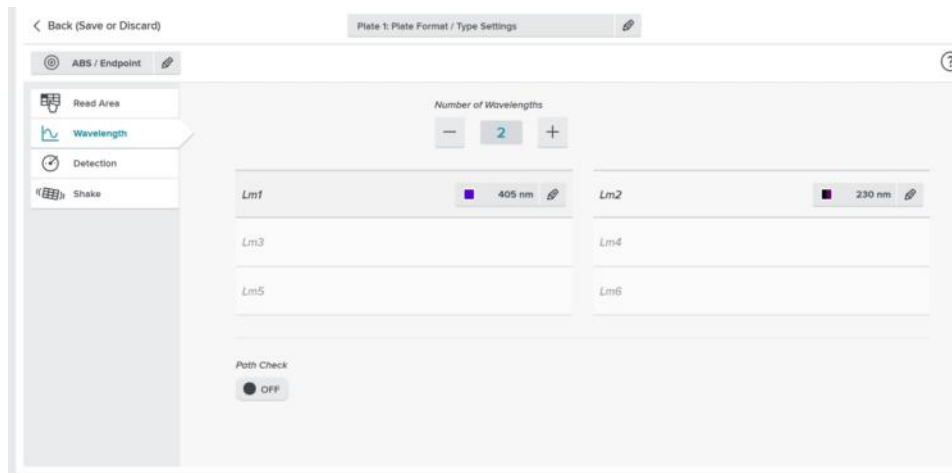 Back (Save or Discard)
Plate 1: Plate Format / Type Settings
ABS / Endpoint
?
Read Area
Wavelength
Detection
Shake
Number of Wavelengths
− 2 +
Lm1 405 nm
Lm2 230 nm
Lm3
Lm4
Lm5
Lm6
Path Check
OFF